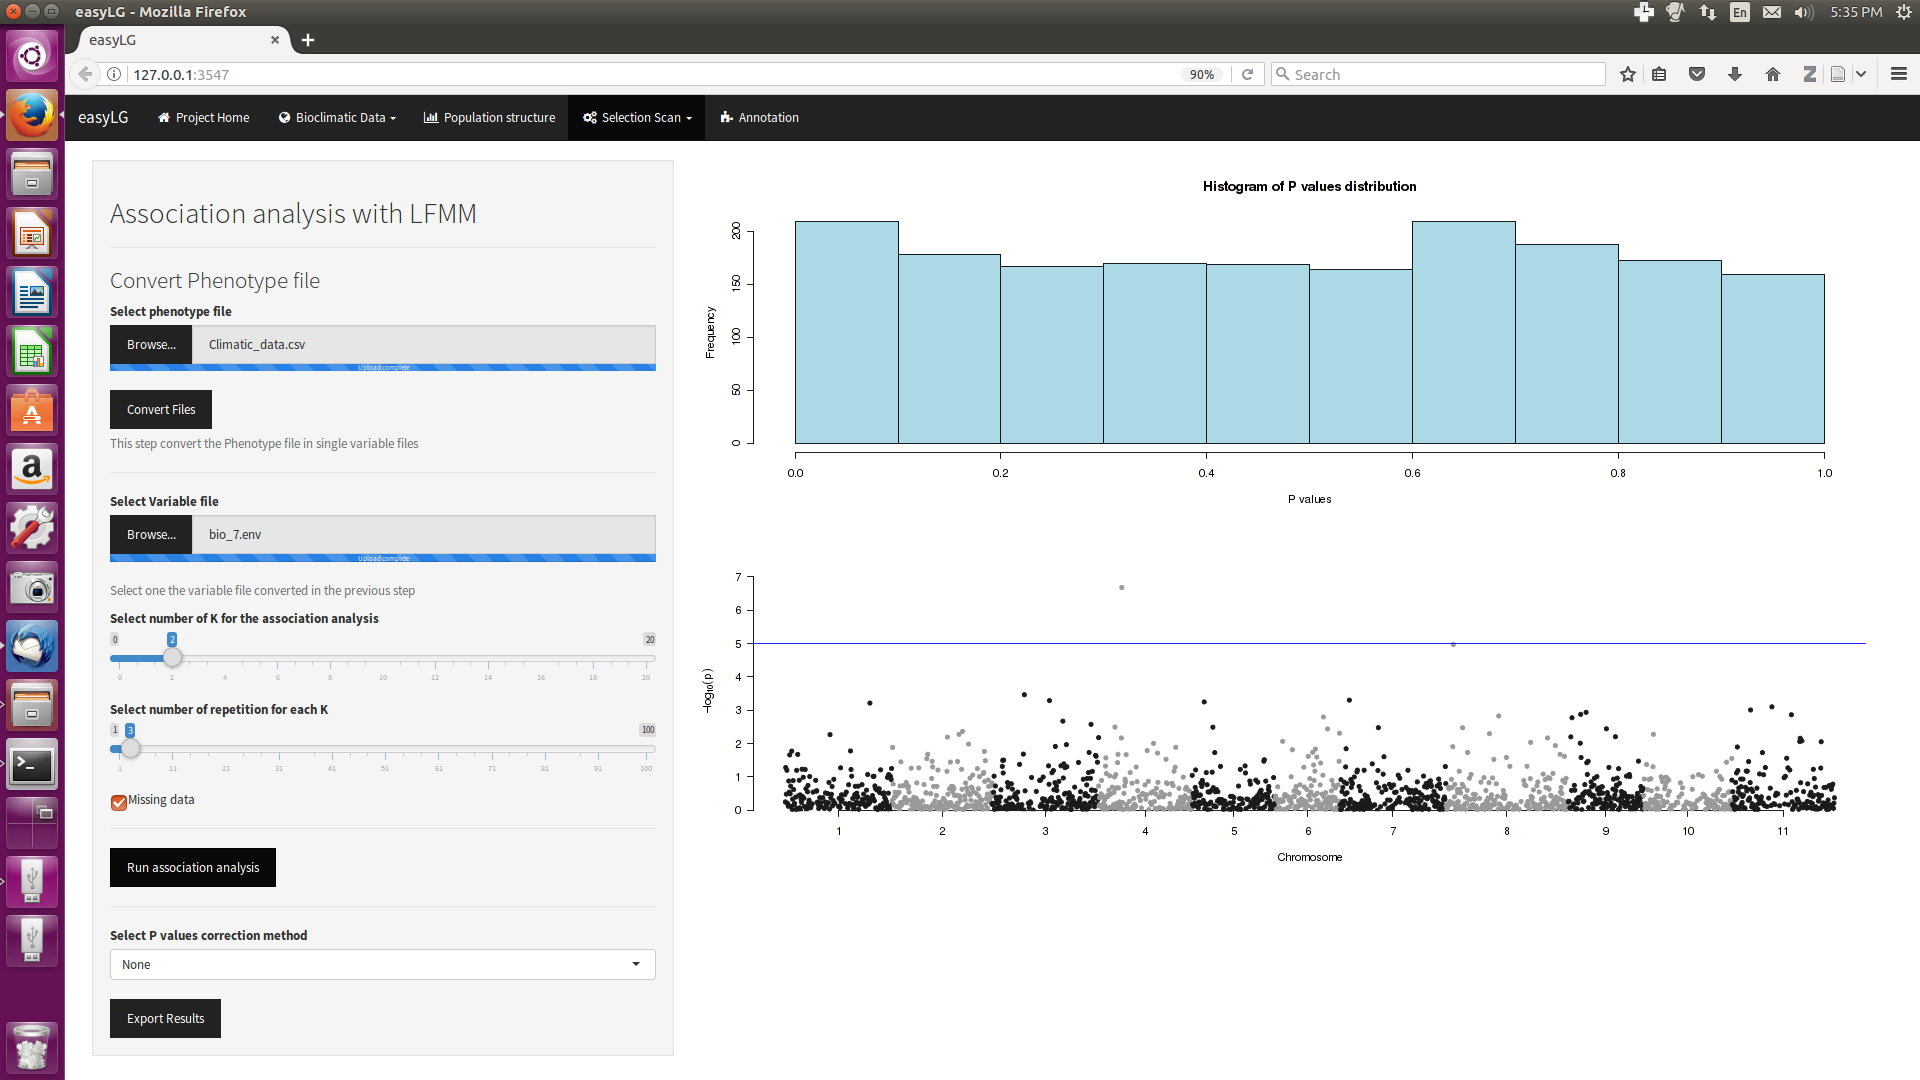 easyLG - Mozilla Firefox
En
5:35 PM
easyLG
127.0.0.1:3547
90%
Search
easyLG
Project Home
Bioclimatic Data
Population structure
Selection Scan
Annotation
Association analysis with LFMM
Convert Phenotype file
Select phenotype file
Browse...
Climatic_data.csv
Upload complete
Convert Files
This step convert the Phenotype file in single variable files
Select Variable file
Browse...
bio_7.env
Upload complete
Select one the variable file converted in the previous step
Select number of K for the association analysis
0 2 20
0 2 4 6 8 10 12 14 16 18 20
Select number of repetition for each K
1 3 100
1 11 21 31 41 51 61 71 81 91 100
Missing data
Run association analysis
Select P values correction method
None
Export Results
Histogram of P values distribution
Frequency
200
150
100
50
0
0.0 0.2 0.4 0.6 0.8 1.0
P values
-log10(p)
7
6
5
4
3
2
1
0
1 2 3 4 5 6 7 8 9 10 11
Chromosome